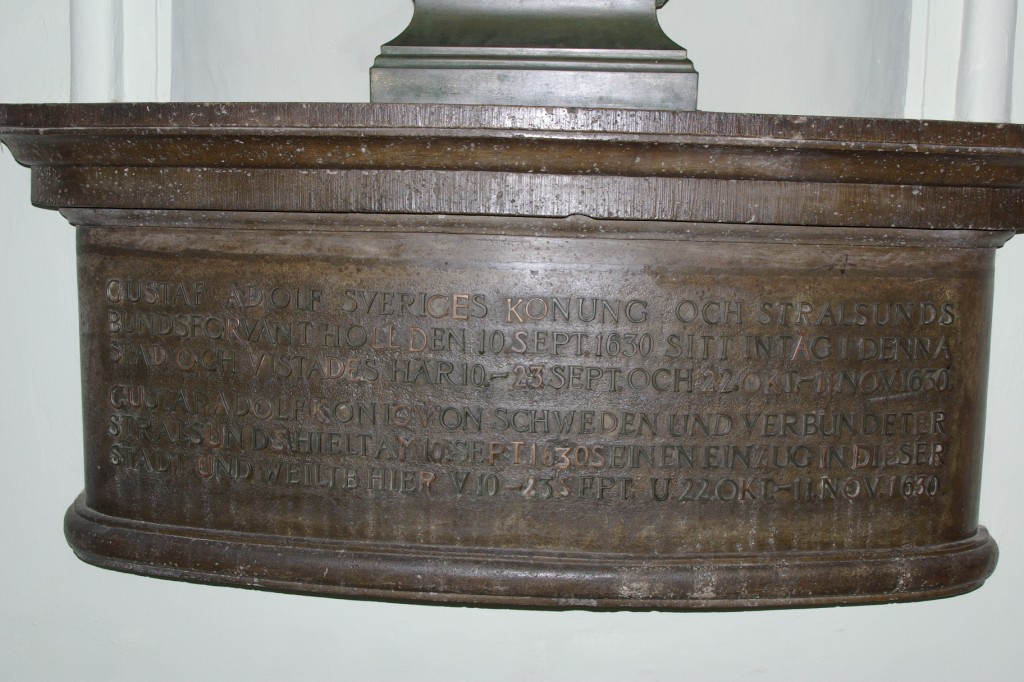 GUSTAF ADOLF SVERIGES KONUNG OCH STRALSUNDS
BUNDSFÖRVANT HÖLL DEN 10. SEPT. 1630 SITT INTÅG I DENNA
STAD OCH VISTADES HÄR 10.–23. SEPT. OCH 22. OKT.–11. NOV. 1630.
GUSTAF ADOLF KÖNIG VON SCHWEDEN UND VERBÜNDETER
STRALSUNDS HIELT AM 10. SEPT. 1630 SEINEN EINZUG IN DIESER
STADT UND WEILTE HIER V. 10.–23. SEPT. U. 22. OKT.–11. NOV. 1630.